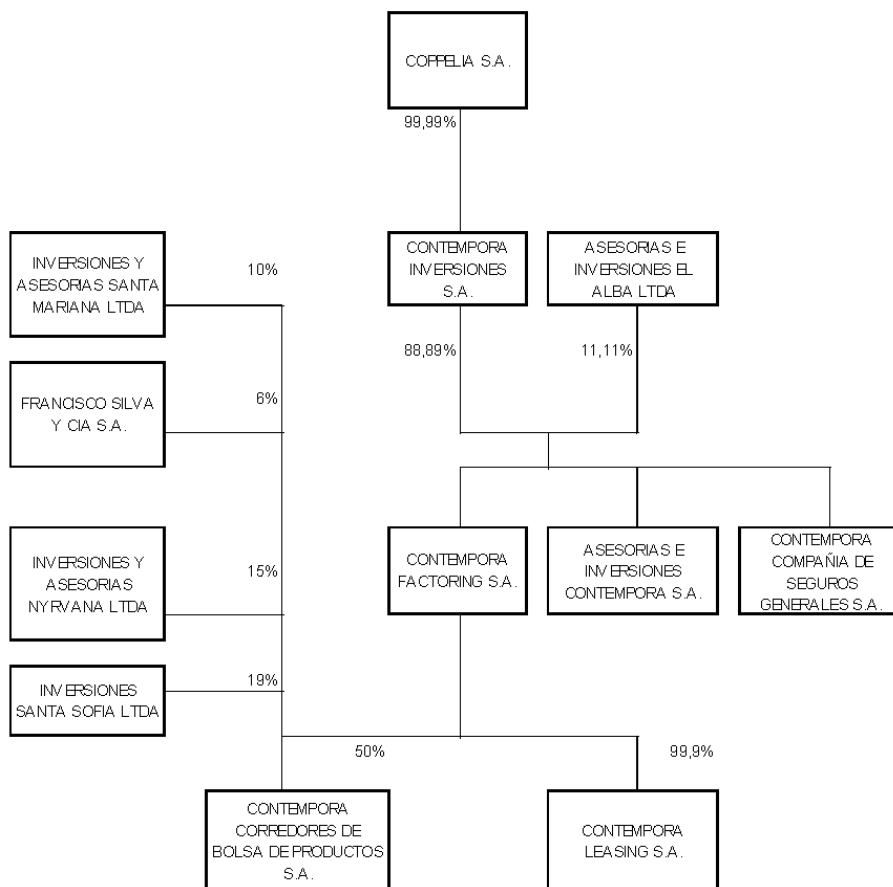 COPPELIA S.A.
99,99%
INVERSIONES Y
ASESORIAS SANTA
MARIANA LTDA
10%
CONTEMPORA
INVERSIONES
S.A.
ASESORIAS E
INVERSIONES EL
ALBA LTDA
88,89%
11,11%
FRANCISCO SILVA
Y CIA S.A.
6%
INVERSIONES Y
ASESORIAS
NYRVANA LTDA
15%
CONTEMPORA
FACTORING S.A.
ASESORIAS E
INVERSIONES
CONTEMPORA S.A.
CONTEMPORA
COMPAÑIA DE
SEGUROS
GENERALES S.A.
INVERSIONES
SANTA SOFIA LTDA
19%
50%
99,9%
CONTEMPORA
CORREDORES DE
BOLSA DE PRODUCTOS
S.A.
CONTEMPORA
LEASING S.A.